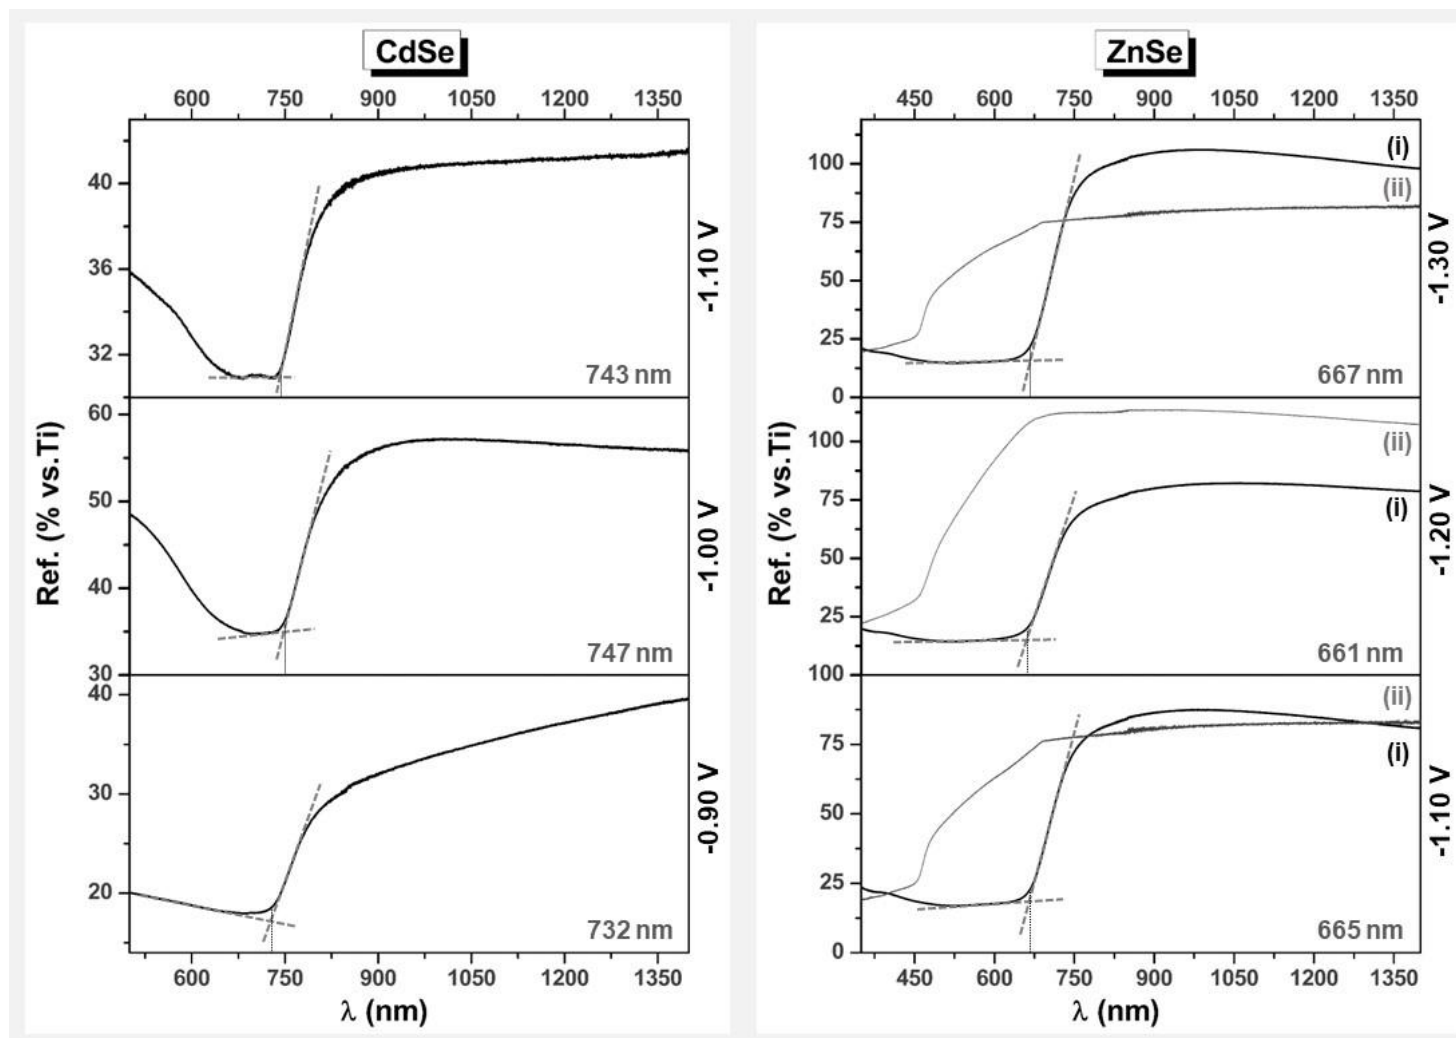 CdSe
600 750 900 1050 1200 1350
40
36
32
-1.10 V
743 nm
60
50
40
30
-1.00 V
747 nm
40
30
20
-0.90 V
732 nm
600 750 900 1050 1200 1350
λ (nm)
Ref. (% vs.Ti)
ZnSe
450 600 750 900 1050 1200 1350
100
75
50
25
0
(i)
(ii)
-1.30 V
667 nm
100
75
50
25
(ii)
(i)
-1.20 V
661 nm
100
75
50
25
0
(ii)
(i)
-1.10 V
665 nm
450 600 750 900 1050 1200 1350
λ (nm)
Ref. (% vs.Ti)